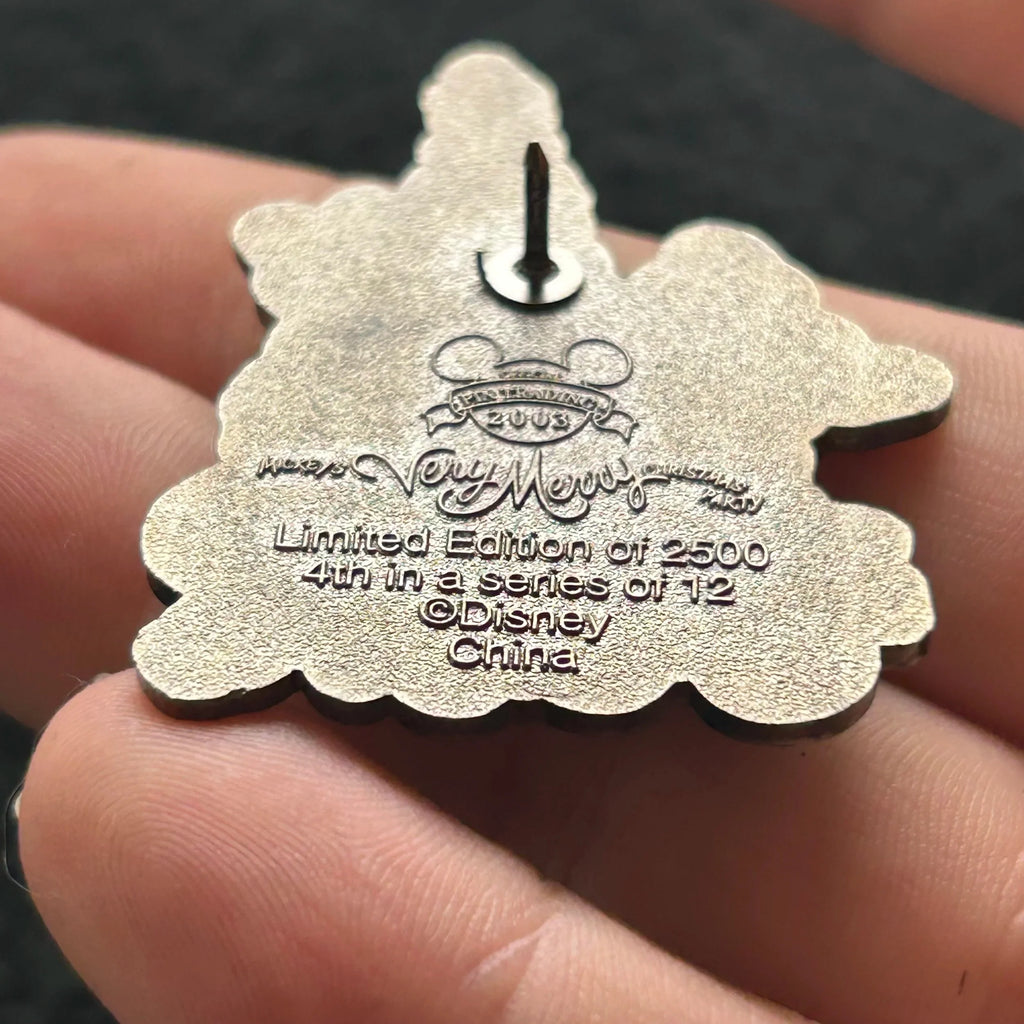 PIN TRADING
2003
MICKEY'S Very Merry CHRISTMAS PARTY
Limited Edition of 2500
4th in a series of 12
©Disney
China